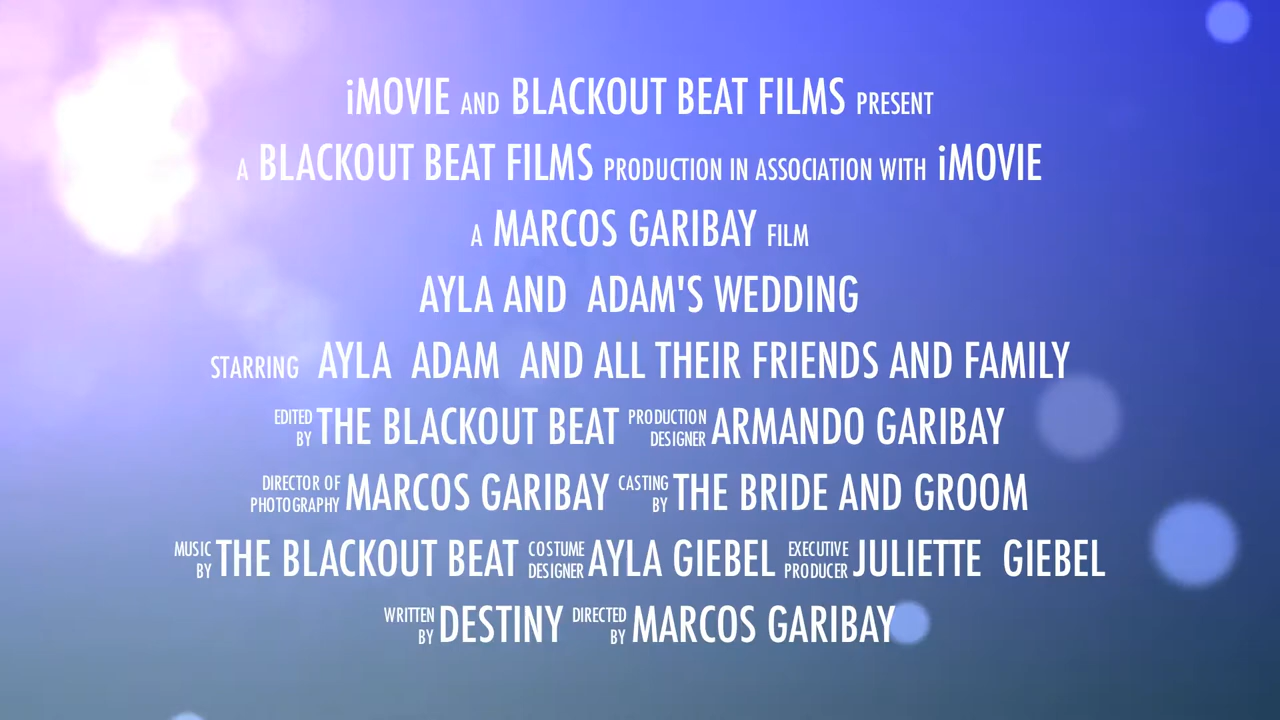 iMOVIE AND BLACKOUT BEAT FILMS PRESENT
A BLACKOUT BEAT FILMS PRODUCTION IN ASSOCIATION WITH iMOVIE
A MARCOS GARIBAY FILM
AYLA AND ADAM'S WEDDING
STARRING AYLA ADAM AND ALL THEIR FRIENDS AND FAMILY
EDITED BY THE BLACKOUT BEAT PRODUCTION DESIGNER ARMANDO GARIBAY
DIRECTOR OF PHOTOGRAPHY MARCOS GARIBAY CASTING BY THE BRIDE AND GROOM
MUSIC BY THE BLACKOUT BEAT COSTUME DESIGNER AYLA GIEBEL EXECUTIVE PRODUCER JULIETTE GIEBEL
WRITTEN BY DESTINY DIRECTED BY MARCOS GARIBAY